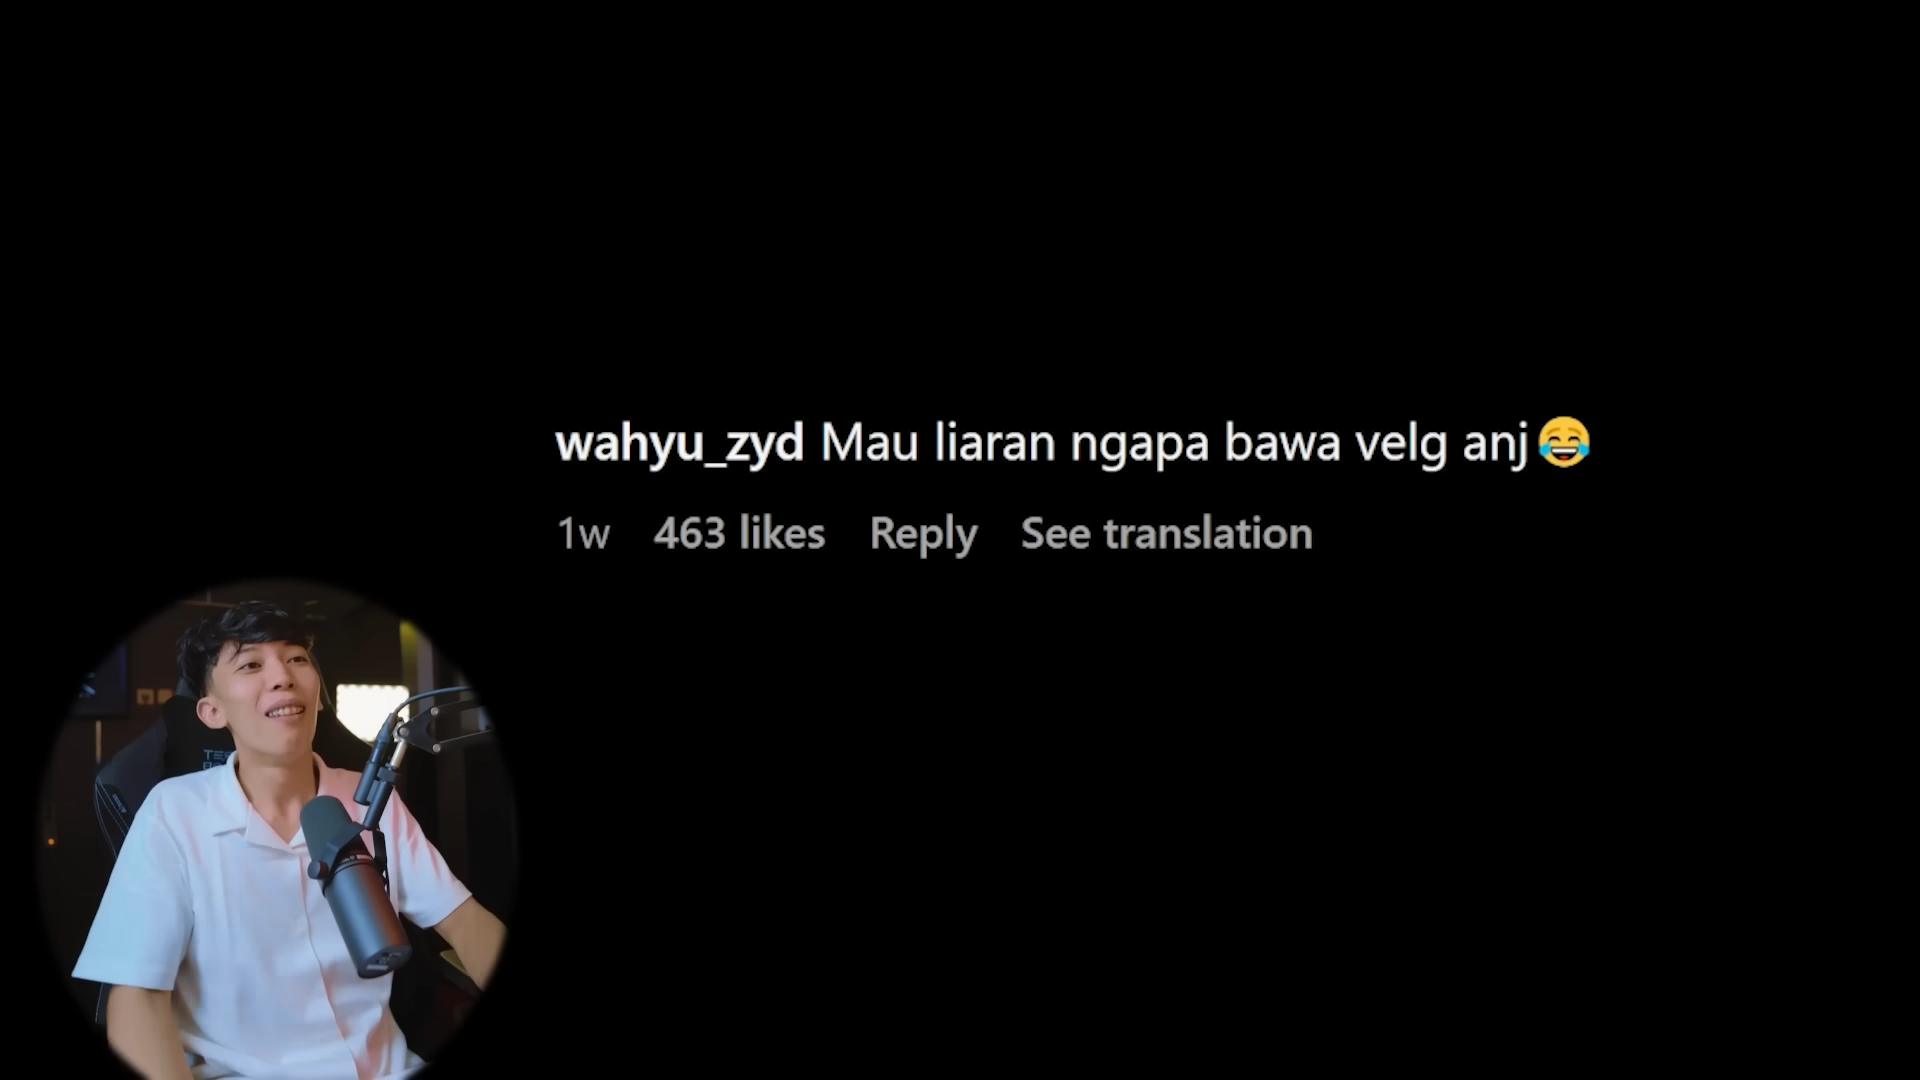 wahyu_zyd Mau liaran ngapa bawa velg anj😂
1w 463 likes Reply See translation